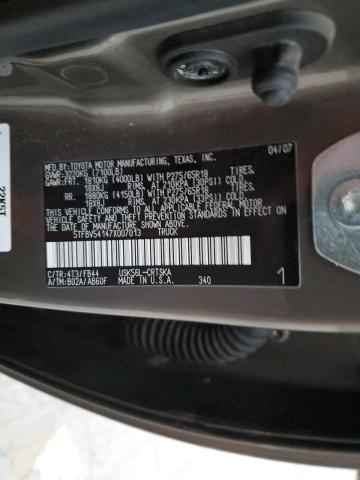 MFD.BY:TOYOTA MOTOR MANUFACTURING, TEXAS, INC. 04/07
GVWR:3220KG (7100LB)
GAWR:FRT. 1810KG (4000LB)WITH P275/65R18 TIRES,
18X8J RIMS, AT 210KPA (30PSI) COLD.
RR. 1880KG (4150LB)WITH P275/65R18 TIRES,
18X8J RIMS, AT 230KPA (33PSI) COLD.
THIS VEHICLE CONFORMS TO ALL APPLICABLE FEDERAL MOTOR
VEHICLE SAFETY AND THEFT PREVENTION STANDARDS IN EFFECT
ON THE DATE OF MANUFACTURE SHOWN ABOVE.
5TFBV54147X007013 TRUCK
C/TR:4T3/FB44 USK56L-CRTSKA
A/TM:B02A/AB60F MADE IN U.S.A. 340
1
22K5I